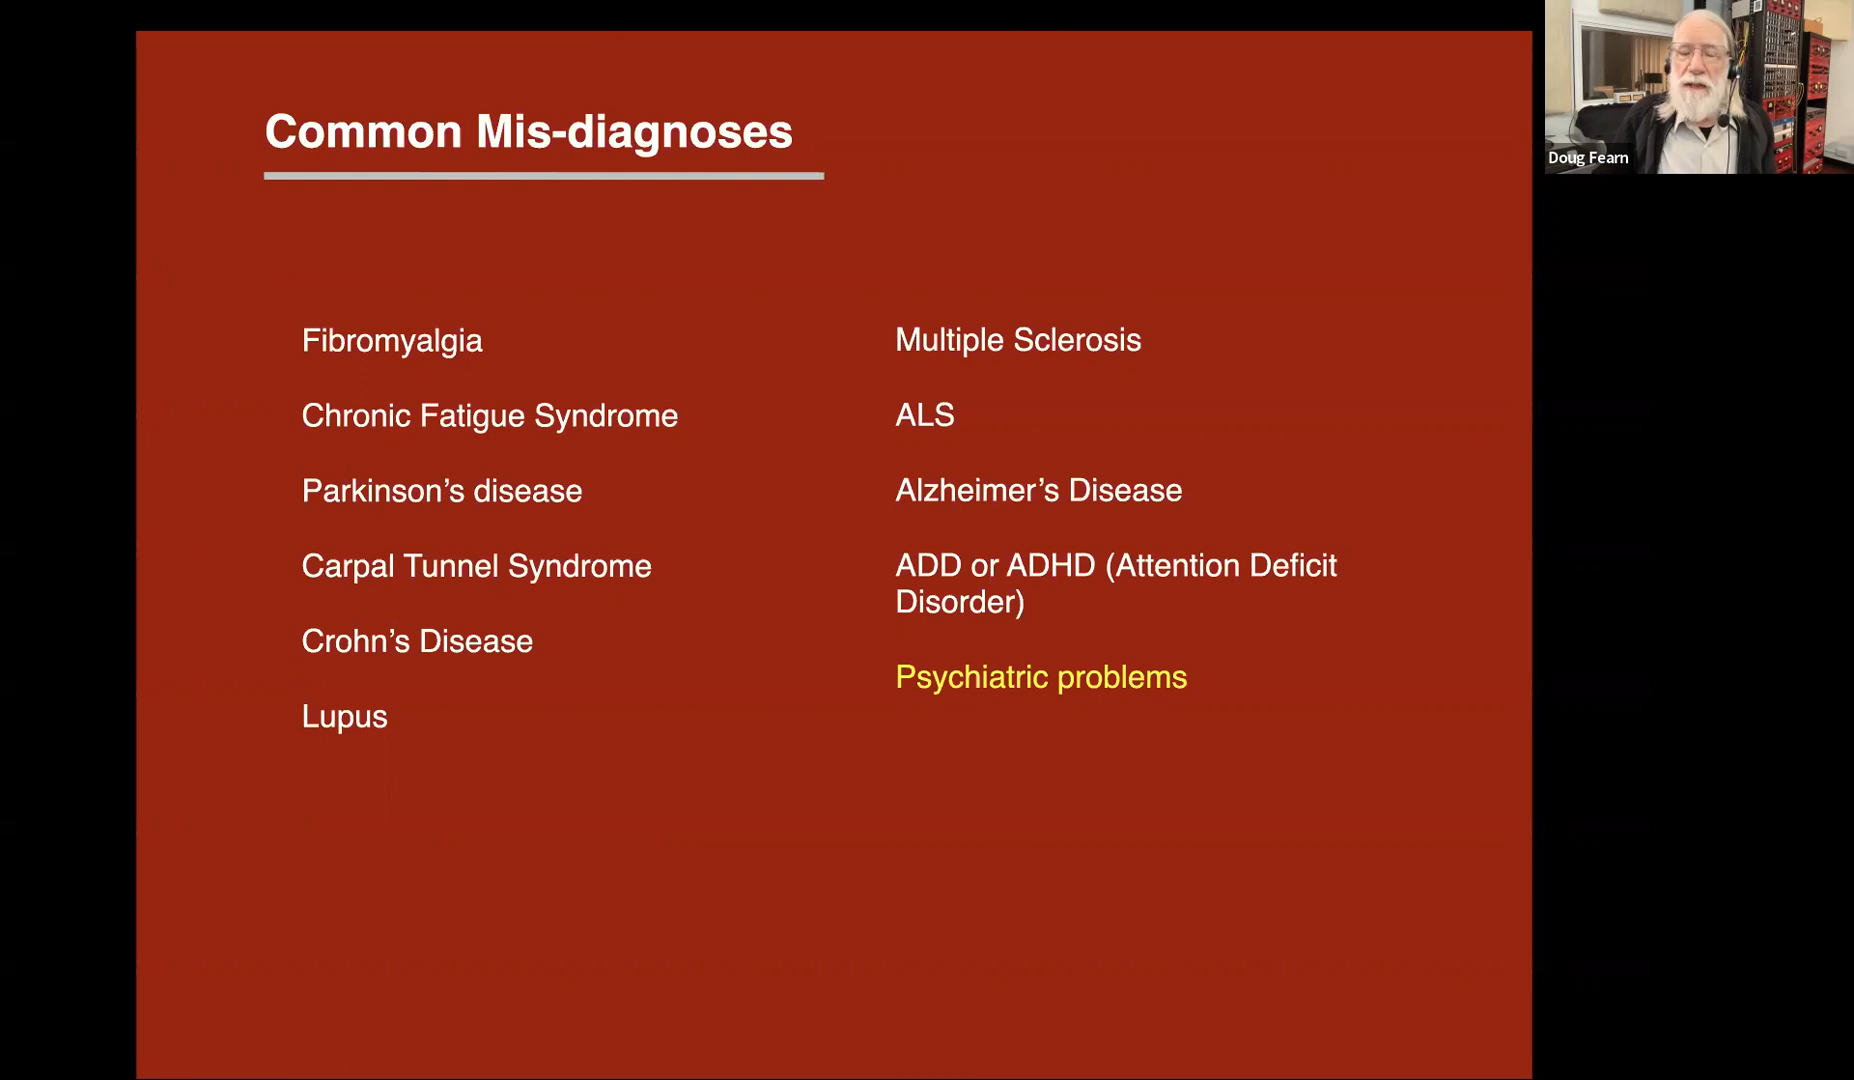 Common Mis-diagnoses
Doug Fearn
Fibromyalgia
Chronic Fatigue Syndrome
Parkinson’s disease
Carpal Tunnel Syndrome
Crohn’s Disease
Lupus
Multiple Sclerosis
ALS
Alzheimer’s Disease
ADD or ADHD (Attention Deficit
Disorder)
Psychiatric problems